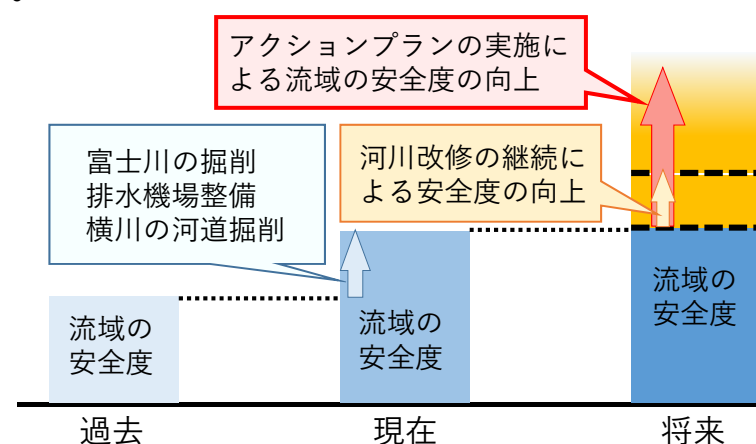 アクションプランの実施に
よる流域の安全度の向上
富士川の掘削
排水機場整備
横川の河道掘削
河川改修の継続に
よる安全度の向上
流域の
安全度
流域の
安全度
流域の
安全度
過去
現在
将来